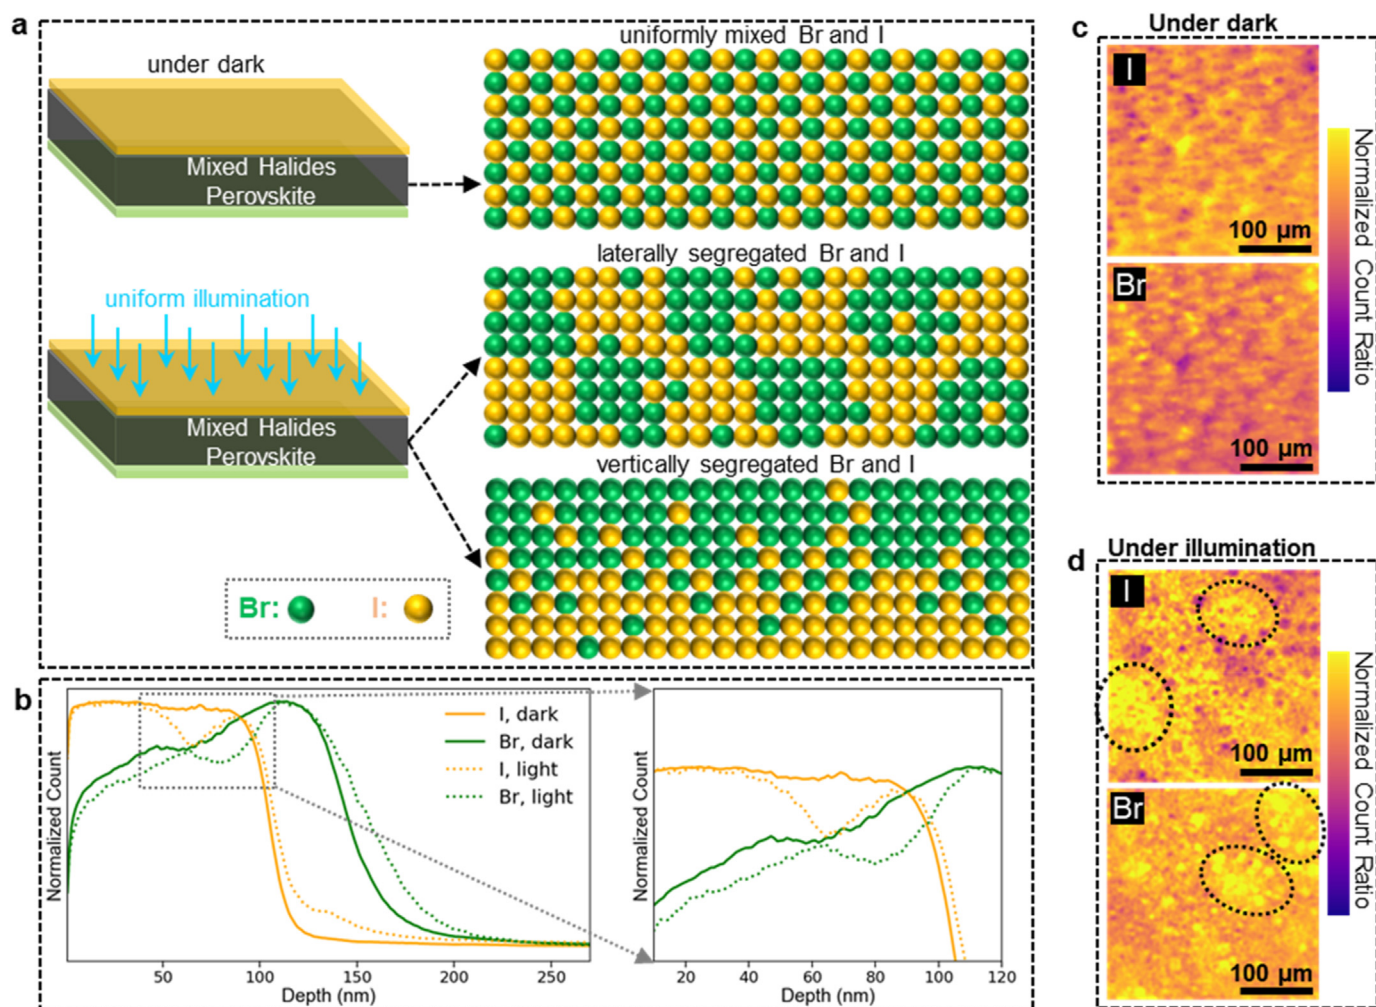 a
under dark
Mixed Halides
Perovskite
uniformly mixed Br and I
uniform illumination
Mixed Halides
Perovskite
laterally segregated Br and I
vertically segregated Br and I
Br:
I:
b
Normalized Count
I, dark
Br, dark
I, light
Br, light
50
100
150
200
250
Depth (nm)
Normalized Count
20
40
60
80
100
120
Depth (nm)
c
Under dark
I
100 µm
Br
100 µm
Normalized Count Ratio
d
Under illumination
I
100 µm
Br
100 µm
Normalized Count Ratio